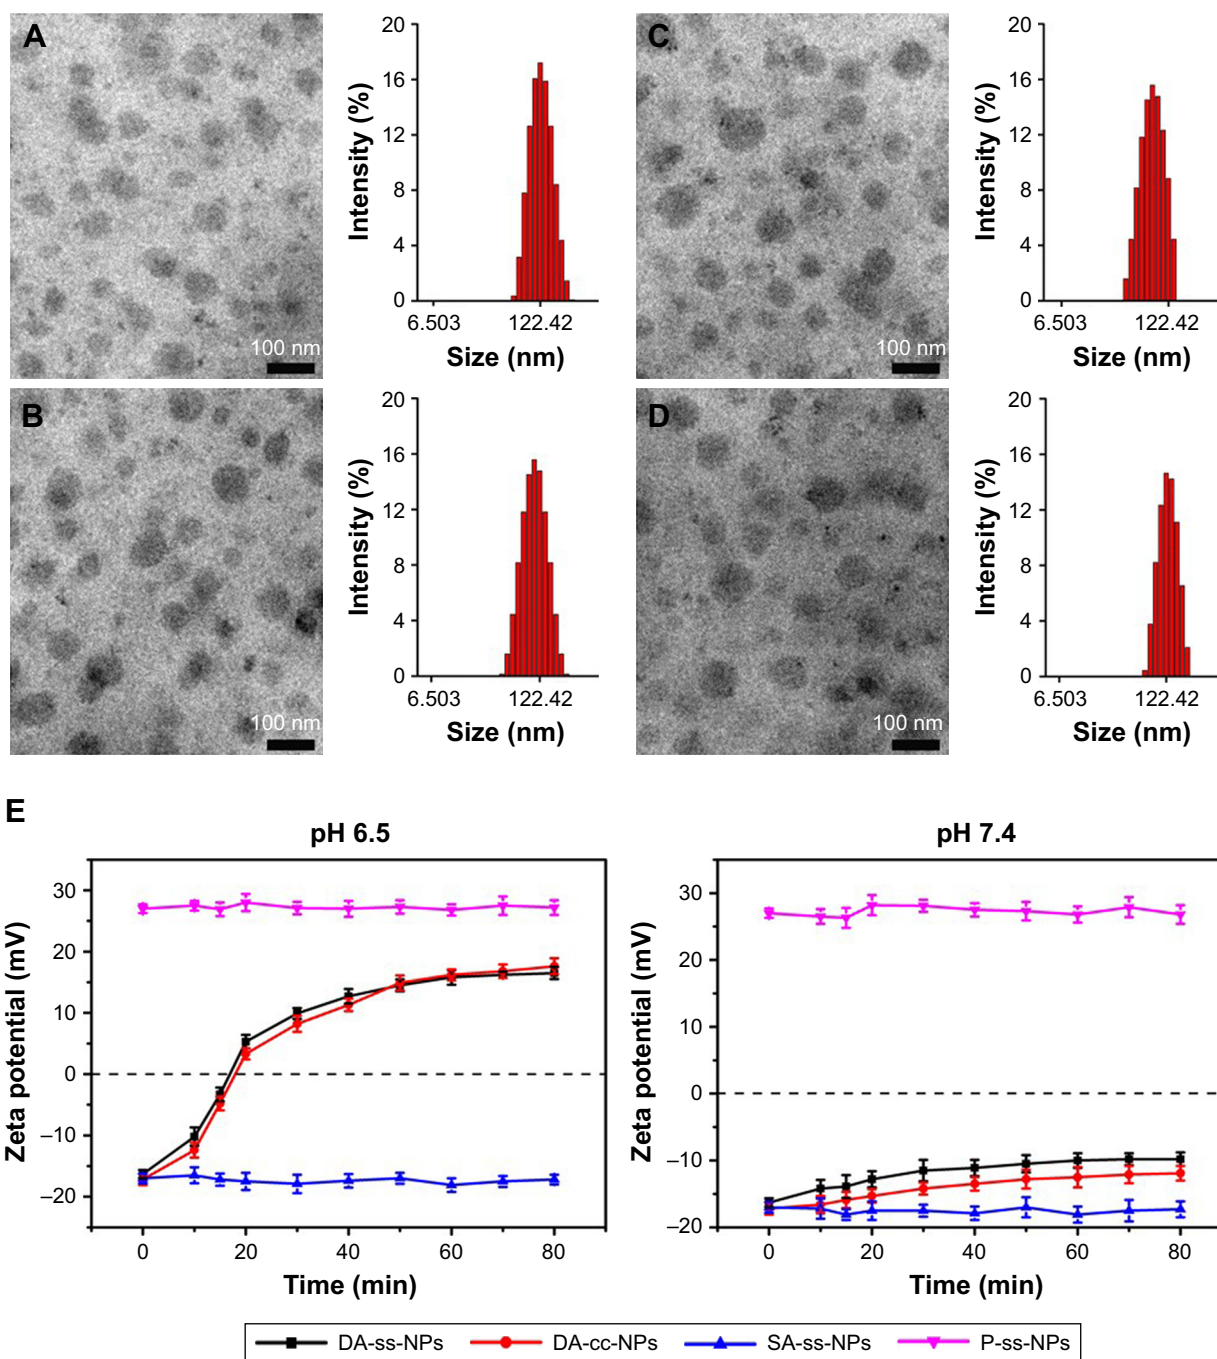 A
20
16
12
8
4
0
Intensity (%)
6.503
122.42
Size (nm)
100 nm
C
20
16
12
8
4
0
Intensity (%)
6.503
122.42
Size (nm)
100 nm
B
20
16
12
8
4
0
Intensity (%)
6.503
122.42
Size (nm)
100 nm
D
20
16
12
8
4
0
Intensity (%)
6.503
122.42
Size (nm)
100 nm
E
pH 6.5
30
20
10
0
–10
–20
Zeta potential (mV)
0
20
40
60
80
Time (min)
pH 7.4
30
20
10
0
–10
–20
Zeta potential (mV)
0
20
40
60
80
Time (min)
DA-ss-NPs
DA-cc-NPs
SA-ss-NPs
P-ss-NPs